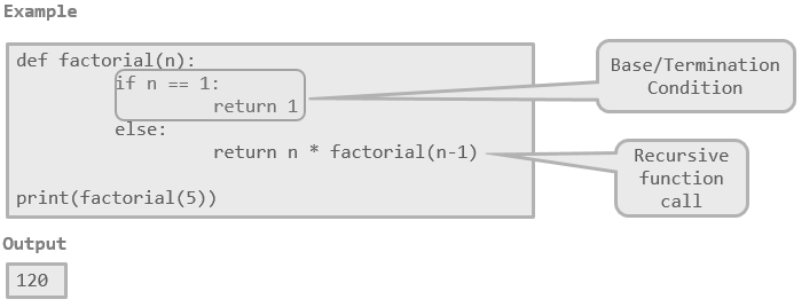 Example
def factorial(n):
if n == 1:
return 1
else:
return n * factorial(n-1)
print(factorial(5))
Base/Termination
Condition
Recursive
function
call
Output
120